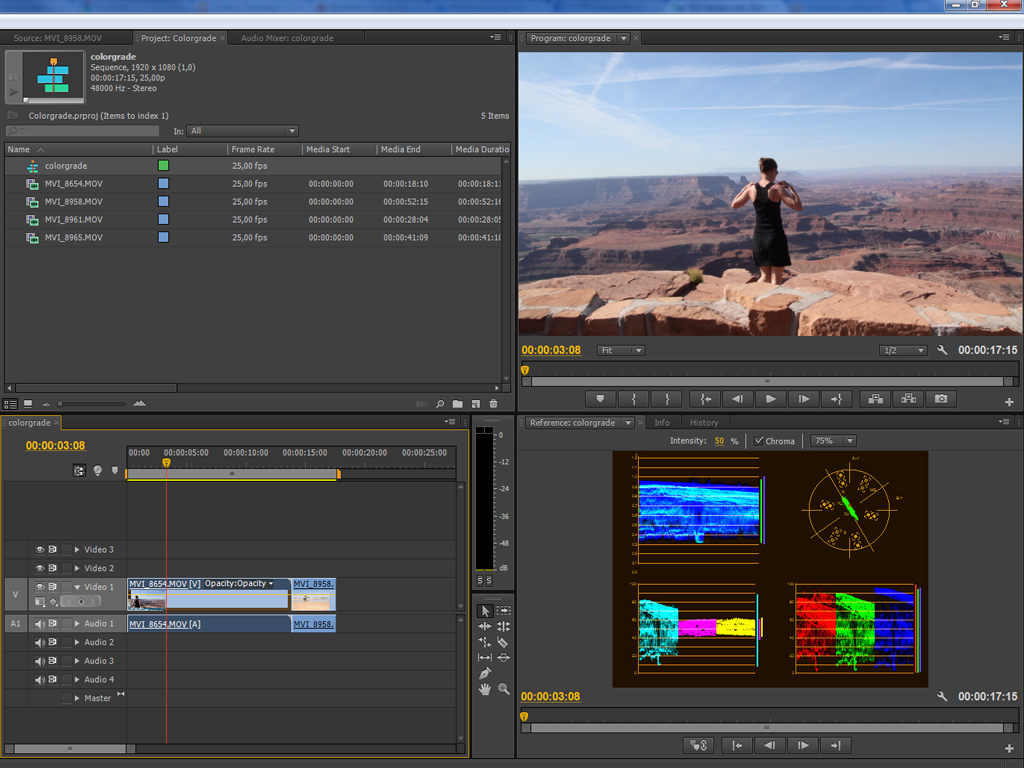 Source: MVI_8958.MOV
Project: Colorgrade
Audio Mixer: colorgrade
colorgrade
Sequence, 1920 x 1080 (1,0)
00:00:17:15, 25,00p
48000 Hz - Stereo
Colorgrade.prproj (Items to index 1)
5 Items
In: All
Name Label Frame Rate Media Start Media End Media Duratio
colorgrade 25,00 fps
MVI_8654.MOV 25,00 fps 00:00:00:00 00:00:18:10 00:00:18:11
MVI_8958.MOV 25,00 fps 00:00:00:00 00:00:52:15 00:00:52:16
MVI_8961.MOV 25,00 fps 00:00:00:00 00:00:28:04 00:00:28:05
MVI_8965.MOV 25,00 fps 00:00:00:00 00:00:41:09 00:00:41:10
Program: colorgrade
00:00:03:08 Fit 1/2 00:00:17:15
colorgrade
00:00:03:08
00:00 00:00:05:00 00:00:10:00 00:00:15:00 00:00:20:00 00:00:25:00
Video 3
Video 2
V Video 1
MVI_8654.MOV [V] Opacity:Opacity MVI_8958.
A1 Audio 1 MVI_8654.MOV [A] MVI_8958.
Audio 2
Audio 3
Audio 4
Master
0
-12
-24
-36
-48
dB
S S
Reference: colorgrade Info History
Intensity: 50 % Chroma 75%
00:00:03:08 00:00:17:15